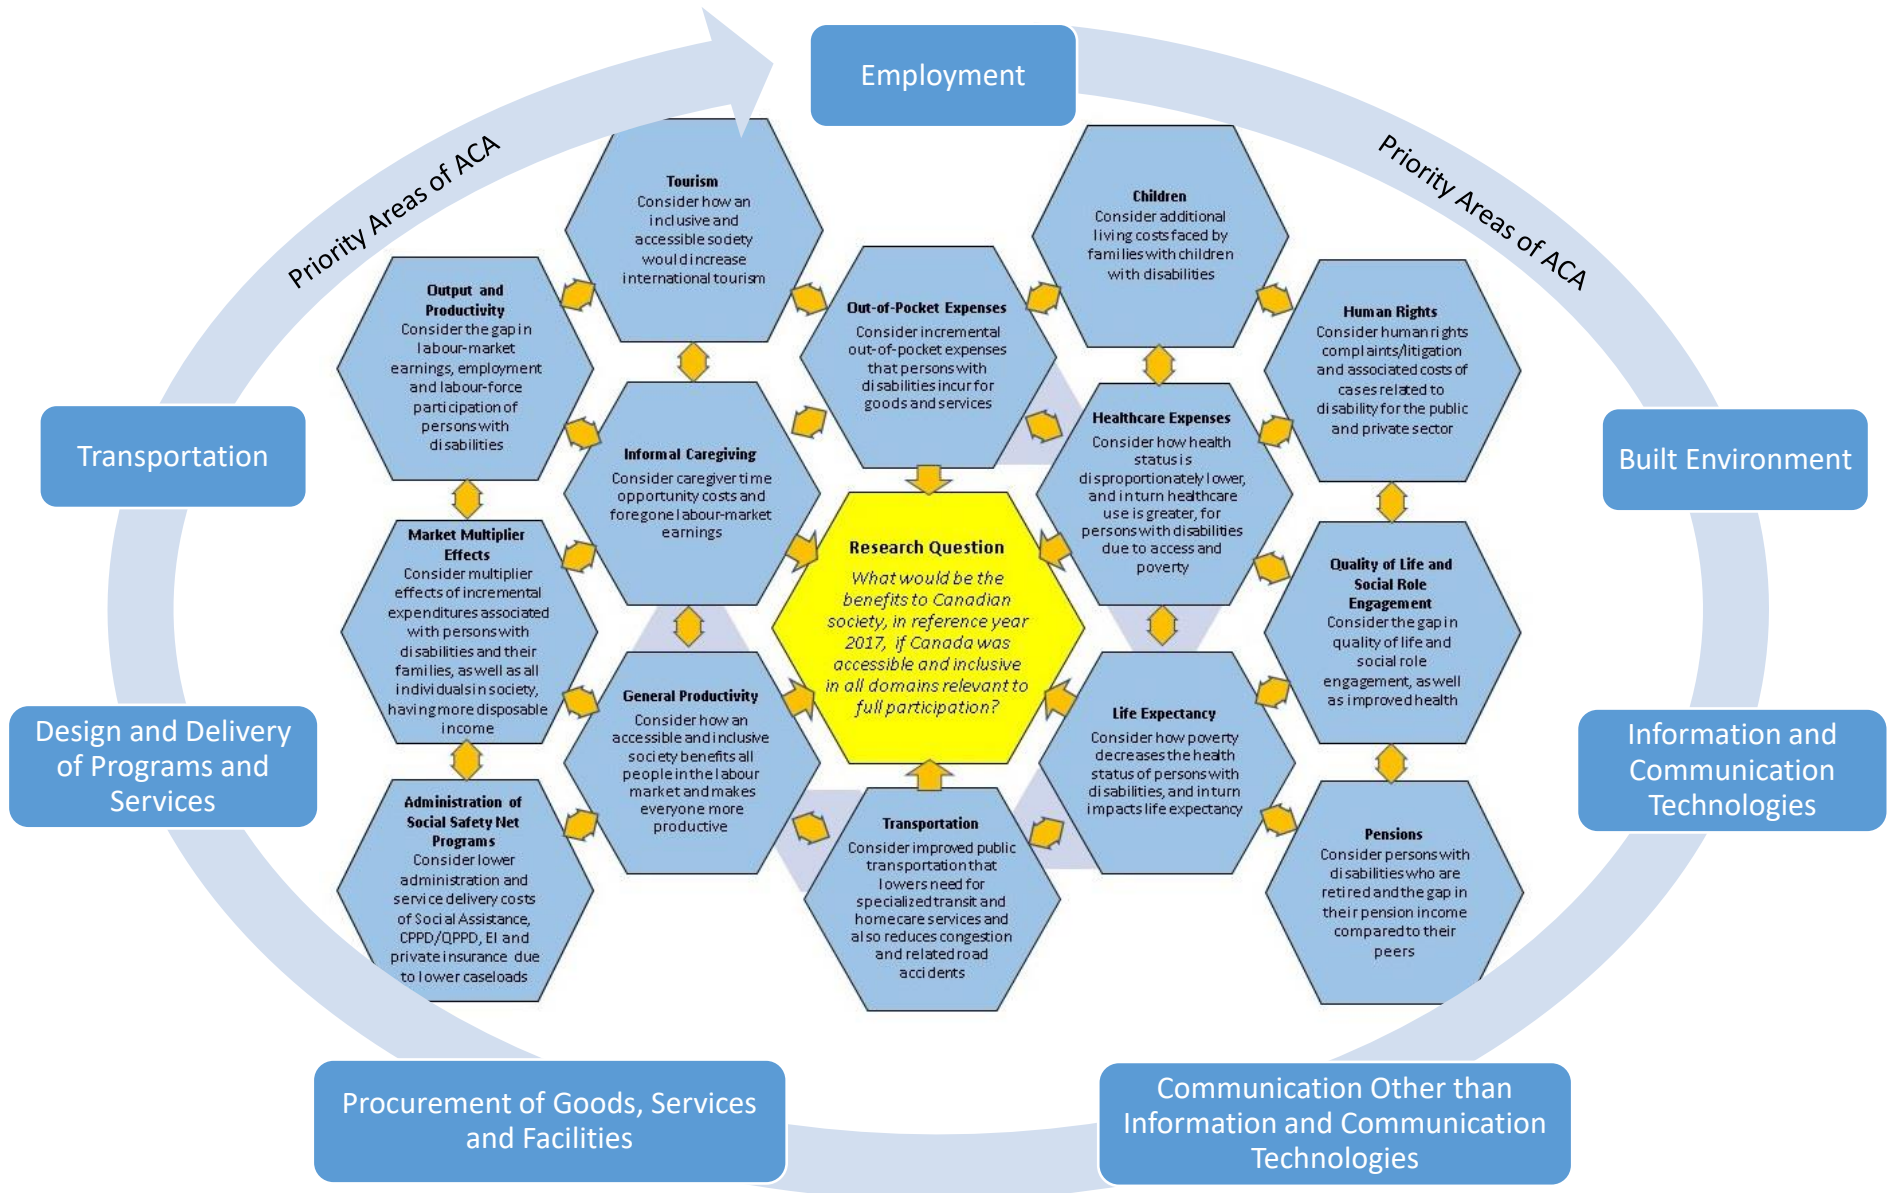 Employment
Priority Areas of ACA
Priority Areas of ACA
Tourism
Consider how an
inclusive and
accessible society
would increase
international tourism
Children
Consider additional
living costs faced by
families with children
with disabilities
Output and
Productivity
Consider the gap in
labour-market
earnings, employment
and labour-force
participation of
persons with
disabilities
Out-of-Pocket Expenses
Consider incremental
out-of-pocket expenses
that persons with
disabilities incur for
goods and services
Human Rights
Consider human rights
complaints/litigation
and associated costs of
cases related to
disability for the public
and private sector
Transportation
Informal Caregiving
Consider caregiver time
opportunity costs and
foregone labour-market
earnings
Healthcare Expenses
Consider how health
status is
disproportionately lower,
and in turn healthcare
use is greater, for
persons with disabilities
due to access and
poverty
Built Environment
Market Multiplier
Effects
Consider multiplier
effects of incremental
expenditures associated
with persons with
disabilities and their
families, as well as all
individuals in society,
having more disposable
income
Research Question
What would be the
benefits to Canadian
society, in reference year
2017, if Canada was
accessible and inclusive
in all domains relevant to
full participation?
Quality of Life and
Social Role
Engagement
Consider the gap in
quality of life and
social role
engagement, as well
as improved health
Design and Delivery
of Programs and
Services
General Productivity
Consider how an
accessible and inclusive
society benefits all
people in the labour
market and makes
everyone more
productive
Life Expectancy
Consider how poverty
decreases the health
status of persons with
disabilities, and in turn
impacts life expectancy
Information and
Communication
Technologies
Administration of
Social Safety Net
Programs
Consider lower
administration and
service delivery costs
of Social Assistance,
CPPD/QPPD, EI and
private insurance due
to lower caseloads
Transportation
Consider improved public
transportation that
lowers need for
specialized transit and
homecare services and
also reduces congestion
and related road
accidents
Pensions
Consider persons with
disabilities who are
retired and the gap in
their pension income
compared to their
peers
Procurement of Goods, Services
and Facilities
Communication Other than
Information and Communication
Technologies